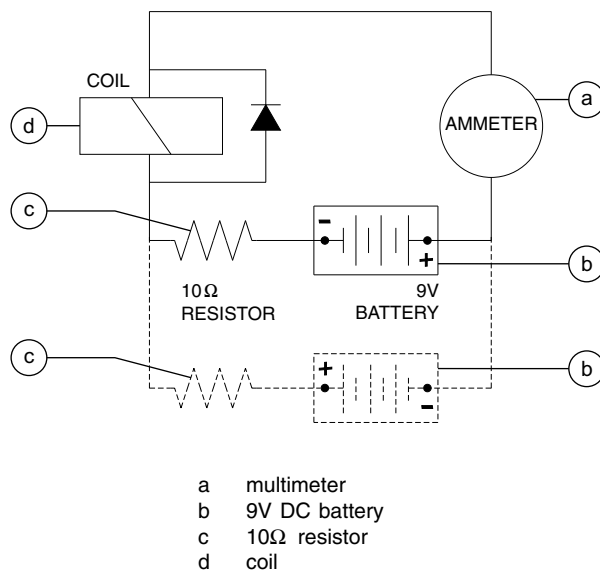 COIL
a
AMMETER
d
c
-
+
b
10Ω
RESISTOR
9V
BATTERY
c
+
-
b
a multimeter
b 9V DC battery
c 10Ω resistor
d coil